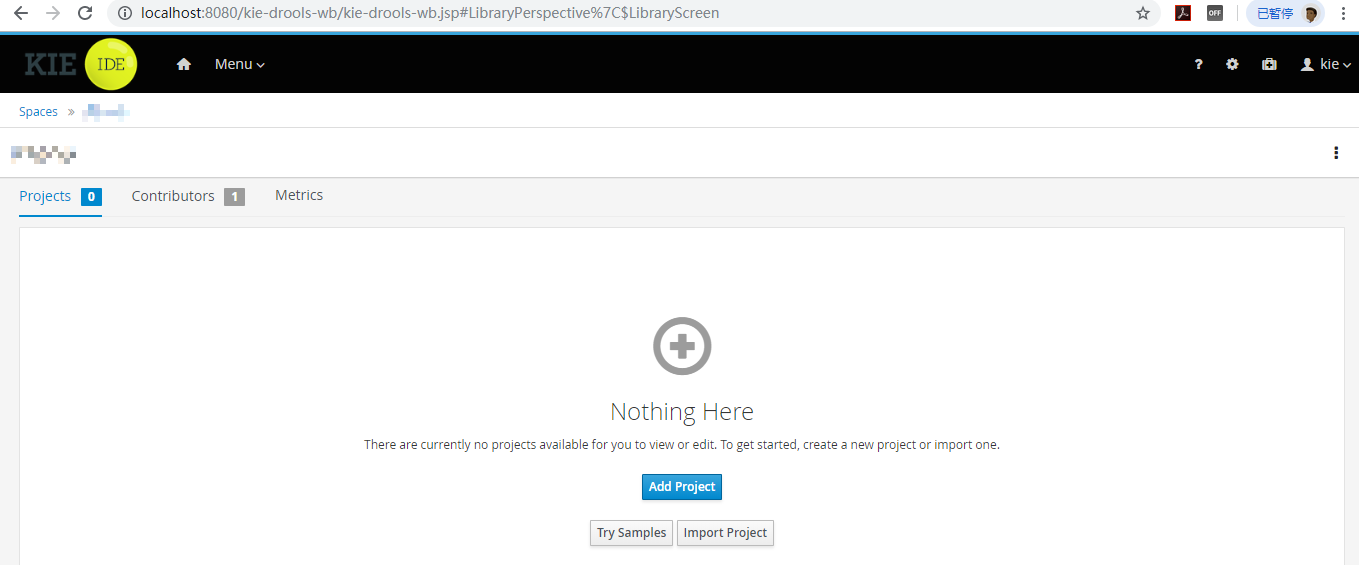 localhost:8080/kie-drools-wb/kie-drools-wb.jsp#LibraryPerspective%7C$LibraryScreen OFF 已暂停
KIE IDE Menu ? kie
Spaces »
Projects 0 Contributors 1 Metrics
Nothing Here
There are currently no projects available for you to view or edit. To get started, create a new project or import one.
Add Project
Try Samples Import Project